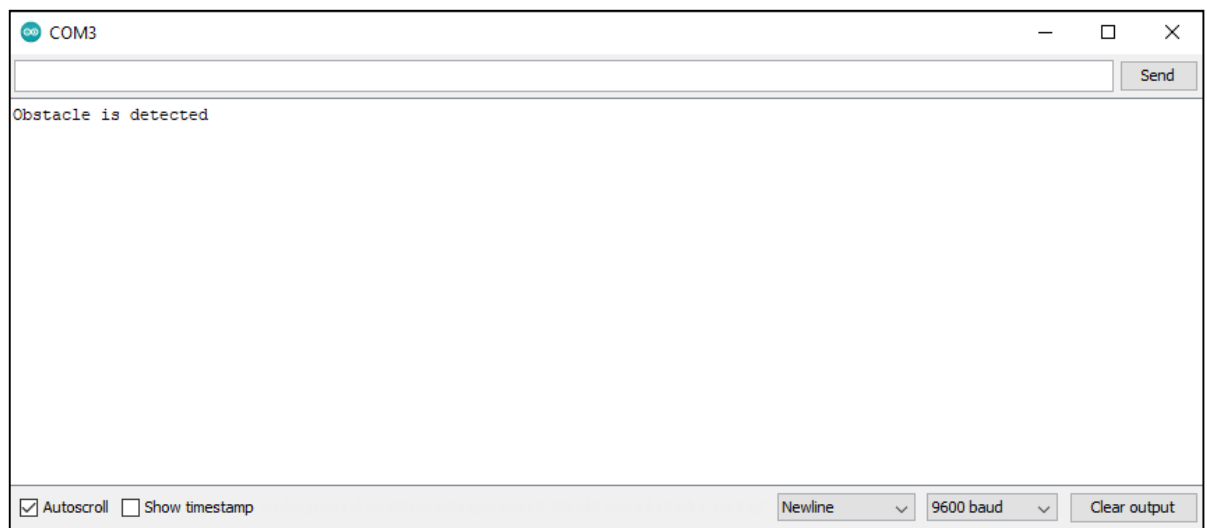 COM3
Send
Obstacle is detected
Autoscroll Show timestamp Newline 9600 baud Clear output